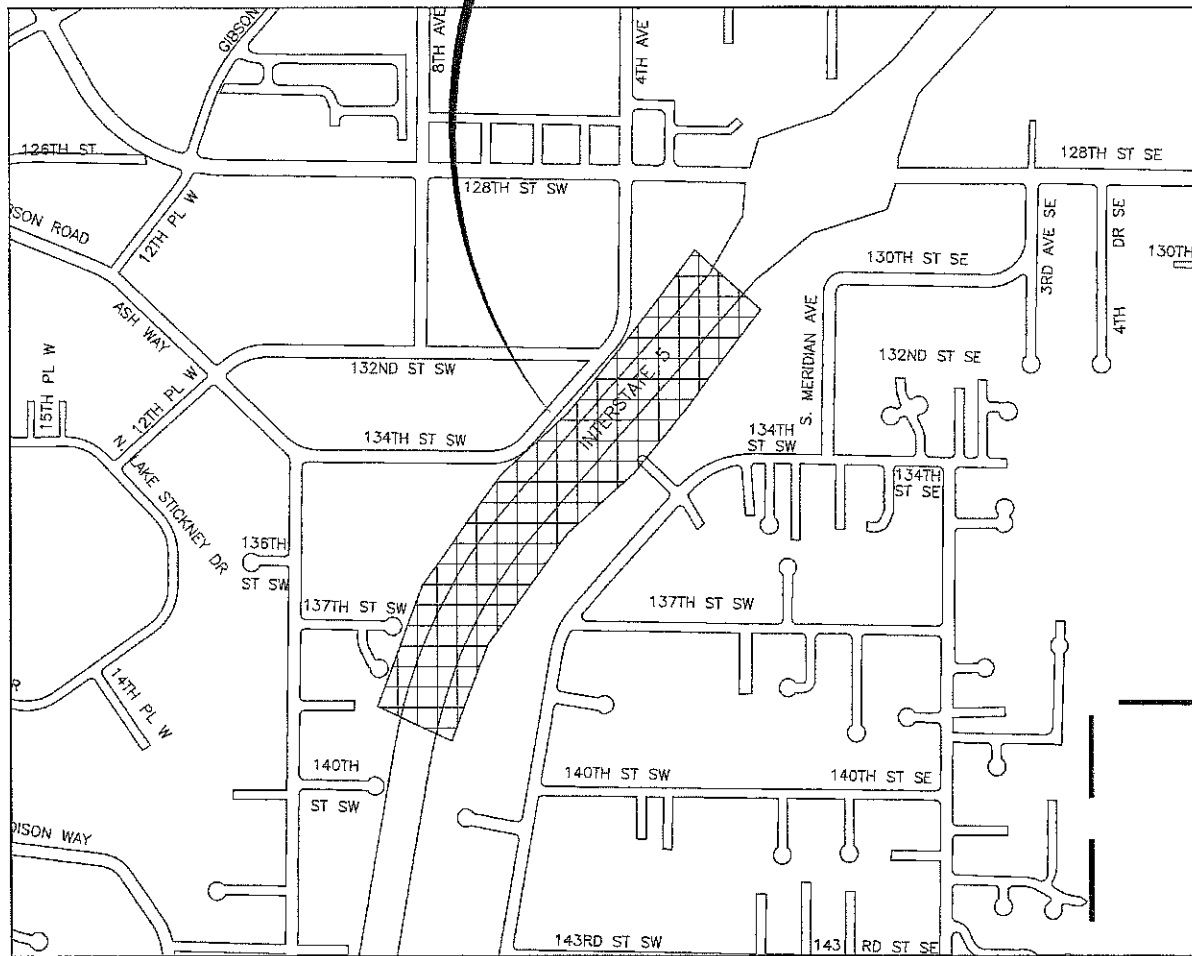 GIBSON
8TH AVE
4TH AVE
126TH ST
128TH ST SW
128TH ST SE
12TH PL W
RSON ROAD
130TH ST SE
3RD AVE SE
4TH DR SE
130TH
ASH WAY
S. MERIDIAN AVE
132ND ST SW
132ND ST SE
15TH PL W
12TH PL W
INTERSTATE 5
134TH ST SW
134TH
ST SW
134TH
ST SE
N. LAKE STICKNEY DR
136TH
ST SW
137TH ST SW
137TH ST SW
R
14TH PL W
140TH
ST SW
140TH ST SW
140TH ST SE
DISON WAY
143RD ST SW
143 RD ST SE